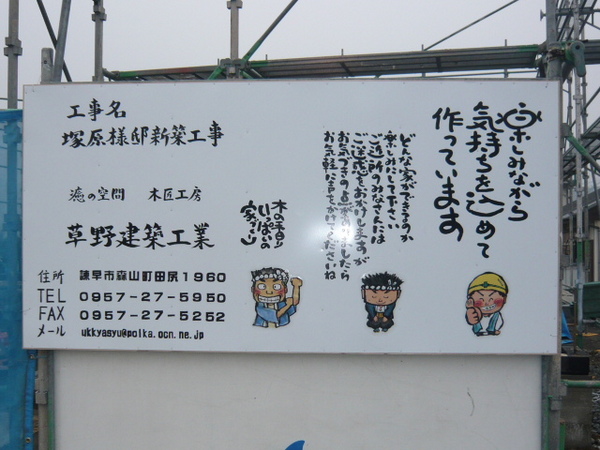 楽しみながら
気持ちを込めて
作っています
どんな家ができるのか
楽しみにして下さい
ご近所のみなさまには
ご迷惑をおかけしますが
お気づきの点がありましたら
お気軽に声をかけてくださいね
工事名
塚原様邸新築工事
癒の空間 木匠工房
草野建築工業
木の香り
いっぱいの
家づくり
住所 諫早市森山町田尻1960
TEL 0957-27-5950
FAX 0957-27-5252
メール ukkyasyu@poika.ocn.ne.jp